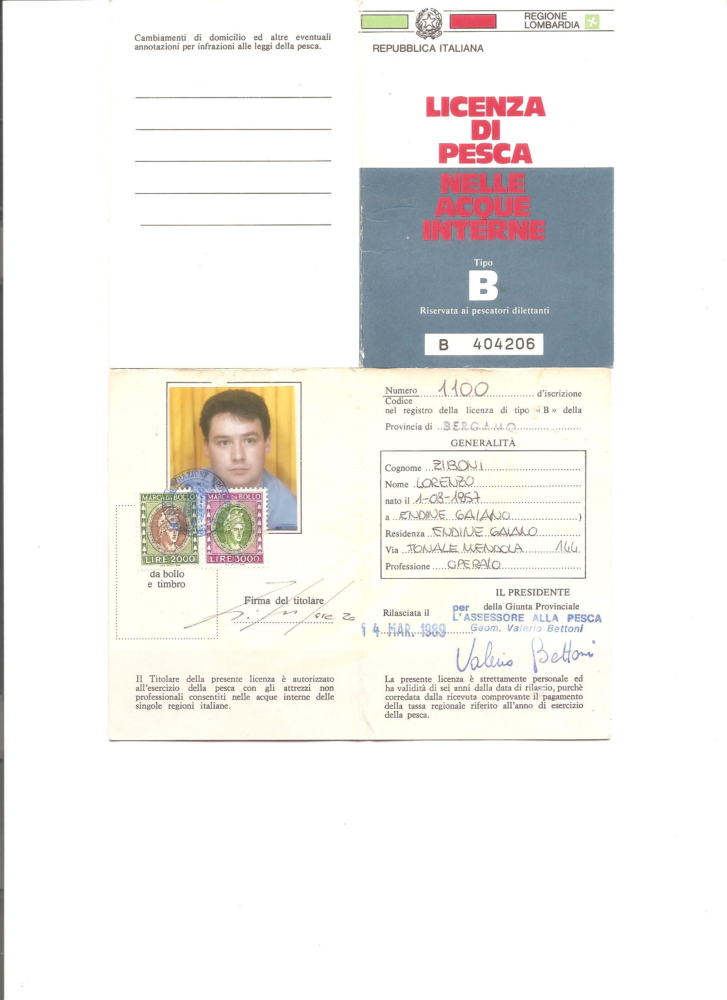 Cambiamenti di domicilio ed altre eventuali
annotazioni per infrazioni alle leggi della pesca.
REGIONE
LOMBARDIA
REPUBBLICA ITALIANA
LICENZA
DI
PESCA
NELLE
ACQUE
INTERNE
Tipo
B
Riservata ai pescatori dilettanti
B 404206
MARCA DA BOLLO
LIRE 2000
MARCA DA BOLLO
LIRE 3000
da bollo
e timbro
Firma del titolare
Il Titolare della presente licenza è autorizzato
all'esercizio della pesca con gli attrezzi non
professionali consentiti nelle acque interne delle
singole regioni italiane.
Numero 1100 d'iscrizione
Codice
nel registro della licenza di tipo « B » della
Provincia di BERGAMO
GENERALITÀ
Cognome ZIBONI
Nome LORENZO
nato il 1-08-1957
a ENDINE GAIANO )
Residenza ENDINE GAIANO
Via TONALE MENDOLA 144
Professione OPERAIO
IL PRESIDENTE
per della Giunta Provinciale
Rilasciata il
L'ASSESSORE ALLA PESCA
14 MAR. 1989
Geom. Valerio Bettoni
Valerio Bettoni
La presente licenza è strettamente personale ed
ha validità di sei anni dalla data di rilascio, purchè
corredata dalla ricevuta comprovante il pagamento
della tassa regionale riferito all'anno di esercizio
della pesca.